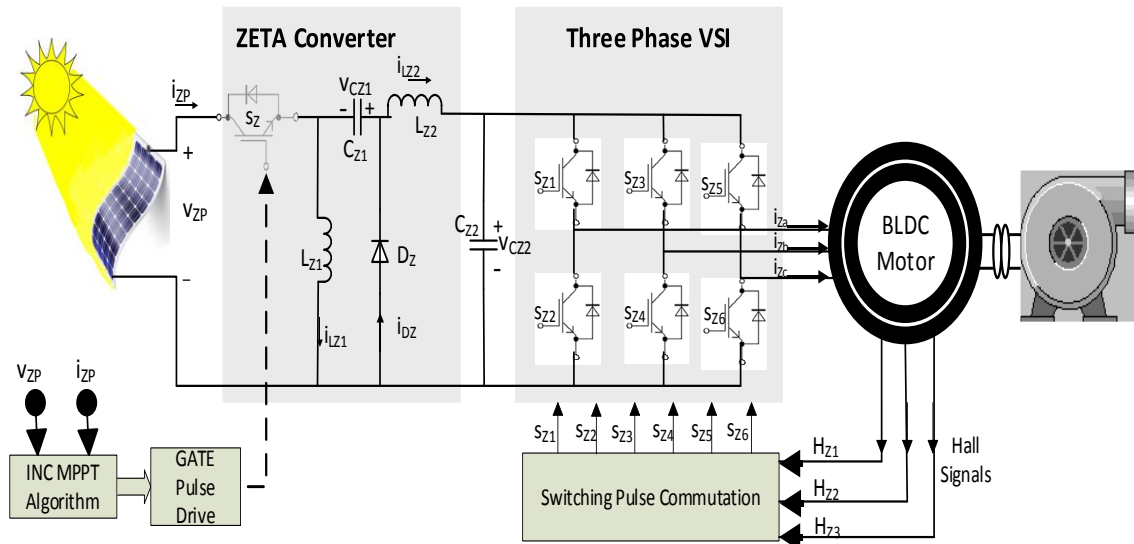 ZETA Converter
Three Phase VSI
iZP
SZ
vCZ1
- +
CZ1
iLZ2
LZ2
+
vZP
–
LZ1
iLZ1
DZ
iDZ
CZ2
+
vCZ2
-
SZ1
SZ3
SZ5
SZ2
SZ4
SZ6
iZa
iZb
iZc
BLDC
Motor
vZP
iZP
INC MPPT
Algorithm
GATE
Pulse
Drive
SZ1
SZ2
SZ3
SZ4
SZ5
SZ6
Switching Pulse Commutation
HZ1
HZ2
HZ3
Hall
Signals